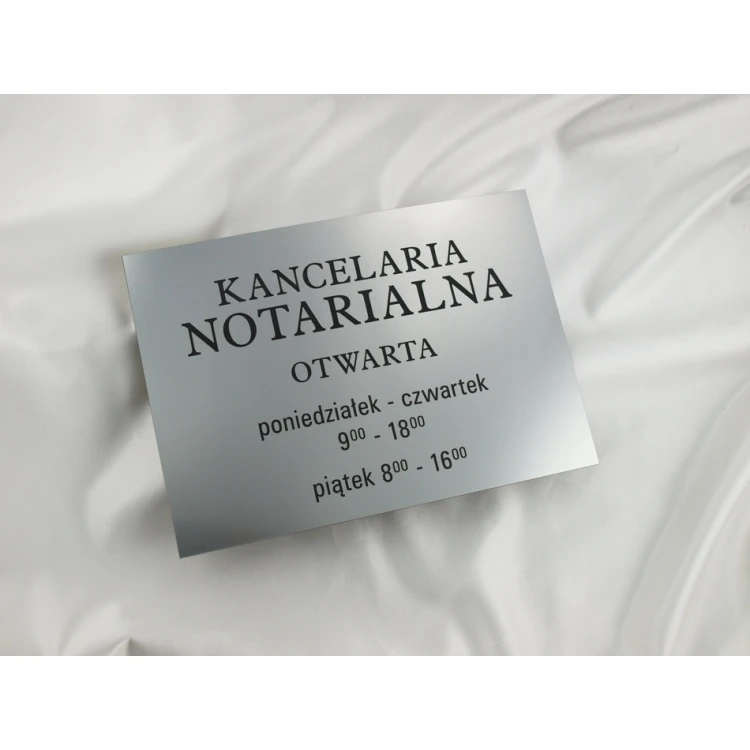 KANCELARIA
NOTARIALNA
OTWARTA
poniedziałek - czwartek
9⁰⁰ - 18⁰⁰
piątek 8⁰⁰ - 16⁰⁰